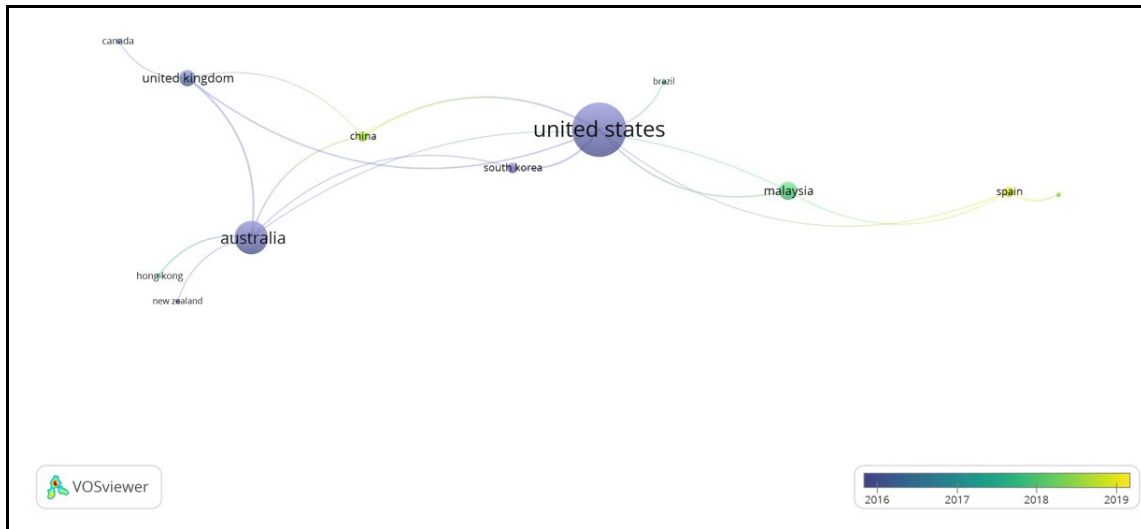 canada
united kingdom
brazil
united states
china
south korea
malaysia
spain
australia
hong kong
new zealand
VOSviewer
2016 2017 2018 2019